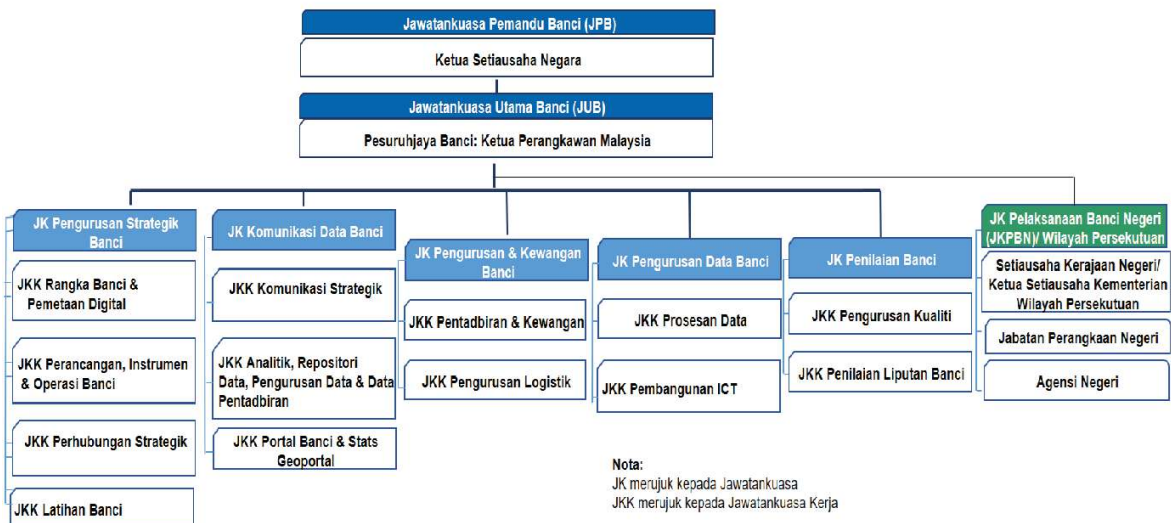 Jawatankuasa Pemandu Banci (JPB)
Ketua Setiausaha Negara
Jawatankuasa Utama Banci (JUB)
Pesuruhjaya Banci: Ketua Perangkawan Malaysia
JK Pengurusan Strategik
Banci
JKK Rangka Banci &
Pemetaan Digital
JKK Perancangan, Instrumen
& Operasi Banci
JKK Perhubungan Strategik
JKK Latihan Banci
JK Komunikasi Data Banci
JKK Komunikasi Strategik
JKK Analitik, Repositori
Data, Pengurusan Data & Data
Pentadbiran
JKK Portal Banci & Stats
Geoportal
JK Pengurusan & Kewangan
Banci
JKK Pentadbiran & Kewangan
JKK Pengurusan Logistik
JK Pengurusan Data Banci
JKK Prosesan Data
JKK Pembangunan ICT
JK Penilaian Banci
JKK Pengurusan Kualiti
JKK Penilaian Liputan Banci
JK Pelaksanaan Banci Negeri
(JKPBN)/ Wilayah Persekutuan
Setiausaha Kerajaan Negeri/
Ketua Setiausaha Kementerian
Wilayah Persekutuan
Jabatan Perangkaan Negeri
Agensi Negeri
Nota:
JK merujuk kepada Jawatankuasa
JKK merujuk kepada Jawatankuasa Kerja